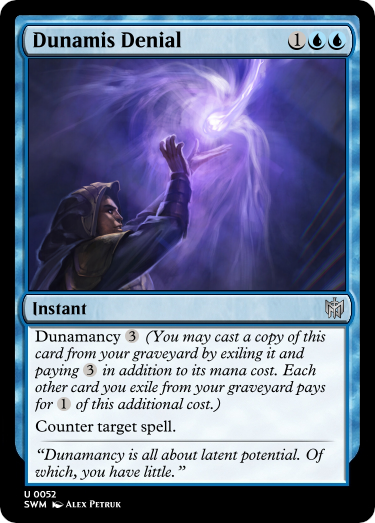 Dunamis Denial 1
Instant
Dunamancy 3 (You may cast a copy of this
card from your graveyard by exiling it and
paying 3 in addition to its mana cost. Each
other card you exile from your graveyard pays
for 1 of this additional cost.)
Counter target spell.
“Dunamancy is all about latent potential. Of
which, you have little.”
U 0052
SWM Alex Petruk